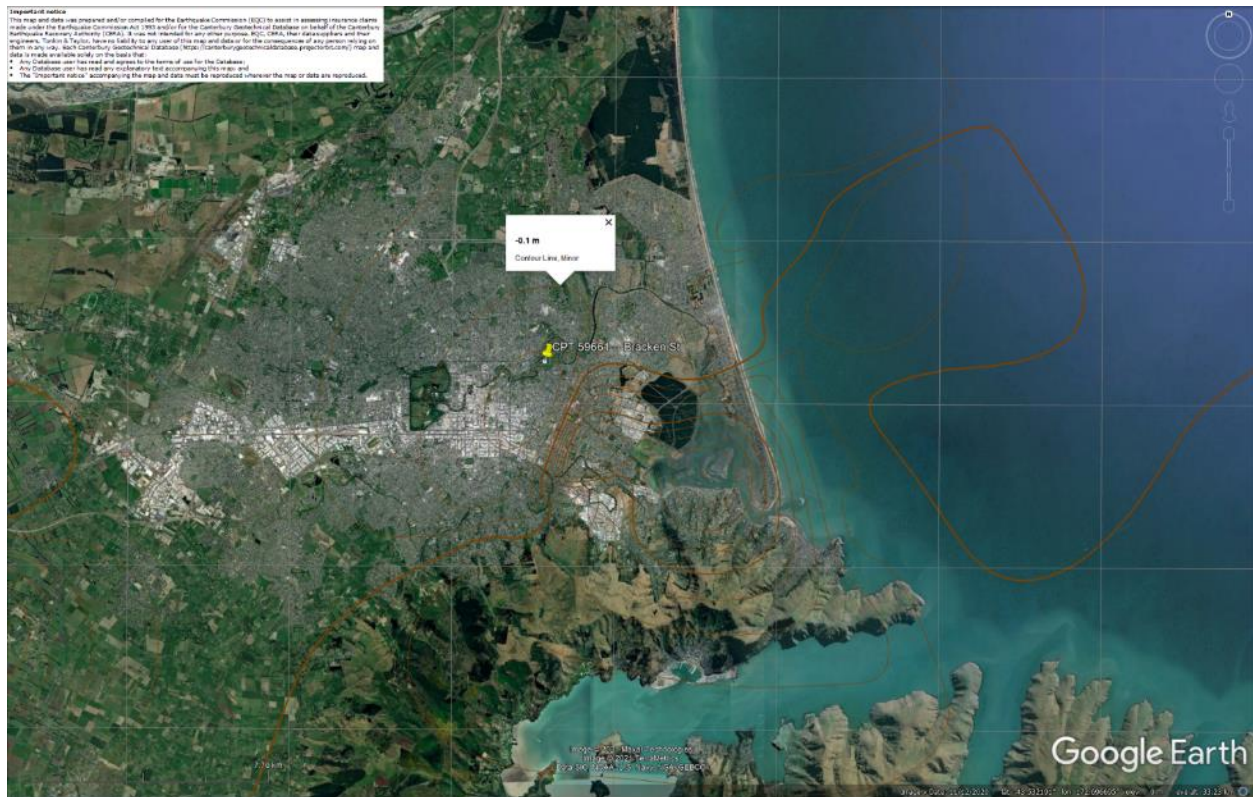 Important notice
This map and data was prepared and/or compiled for the Earthquake Commission (EQC) to assist in assessing insurance claims
made under the Earthquake Commission Act 1993 and/or for the Canterbury Geotechnical Database on behalf of the Canterbury
Earthquake Recovery Authority (CERA). It was not intended for any other purpose. EQC, CERA, their data suppliers and their
engineers, Tonkin & Taylor, have no liability to any user of this map and data or for the consequences of any person relying on
them in any way. Each Canterbury Geotechnical Database (https://canterburygeotechnicaldatabase.projectorbit.com/) map and
data is made available solely on the basis that:
• Any Database user has read and agrees to the terms of use for the Database;
• Any Database user has read any explanatory text accompanying this map; and
• The "Important notice" accompanying the map and data must be reproduced wherever the map or data are reproduced.
N
-0.1 m
Contour Line, Minor
CPT 59661 - Bracken St
7.70 km
Google Earth